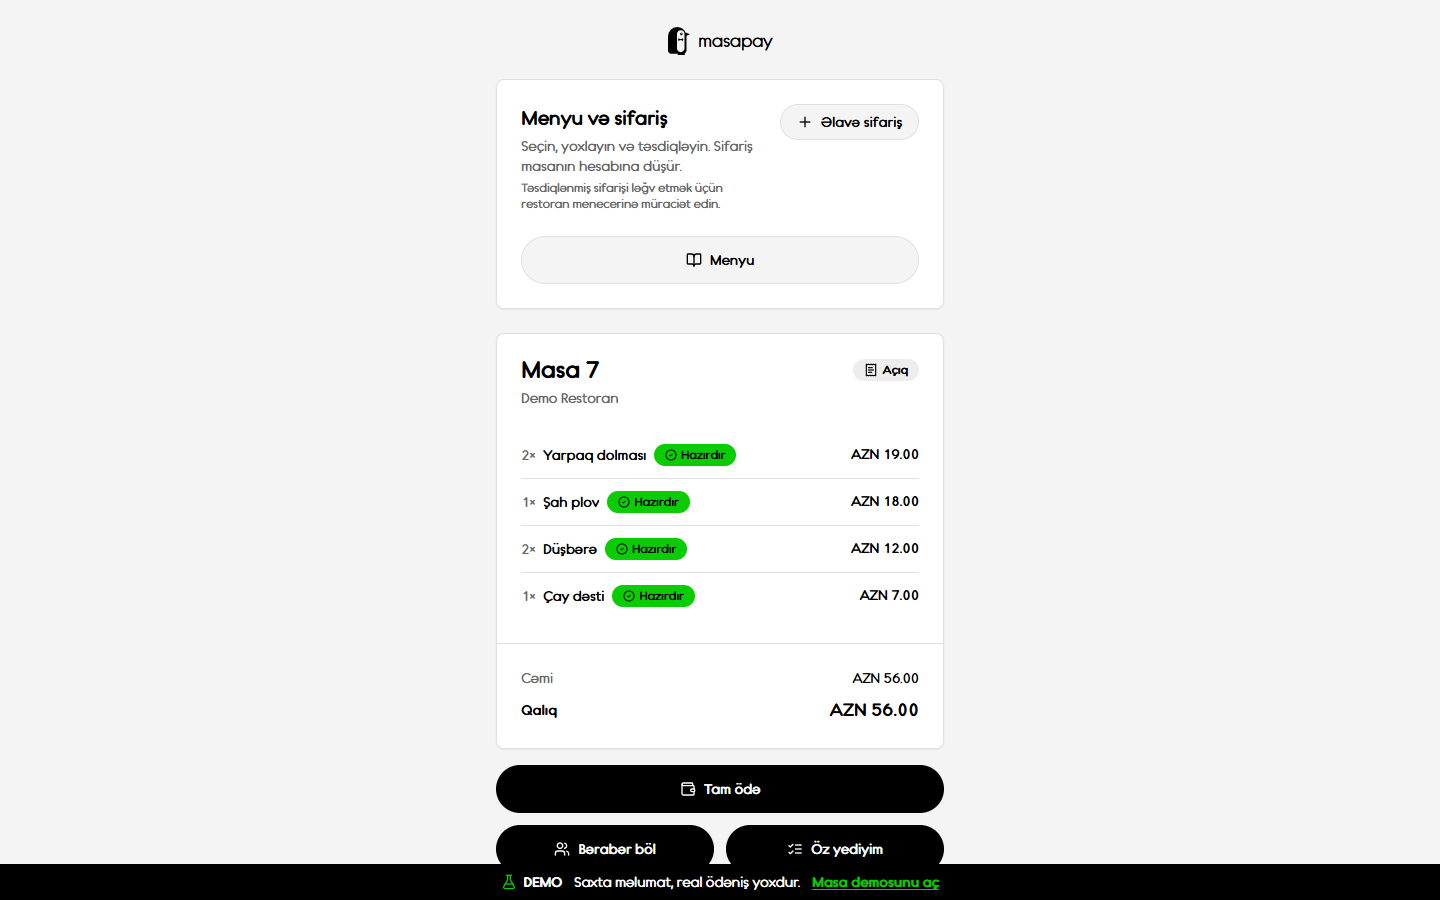 masapay
Menyu və sifariş
+ Əlavə sifariş
Seçin, yoxlayın və təsdiqləyin. Sifariş
masanın hesabına düşür.
Təsdiqlənmiş sifarişi ləğv etmək üçün
restoran menecerinə müraciət edin.
Menyu
Masa 7
Açıq
Demo Restoran
2× Yarpaq dolması Hazırdır AZN 19.00
1× Şah plov Hazırdır AZN 18.00
2× Düşbərə Hazırdır AZN 12.00
1× Çay dəsti Hazırdır AZN 7.00
Cəmi AZN 56.00
Qalıq AZN 56.00
Tam ödə
Bərabər böl
Öz yediyim
DEMO Saxta məlumat, real ödəniş yoxdur. Masa demosunu aç